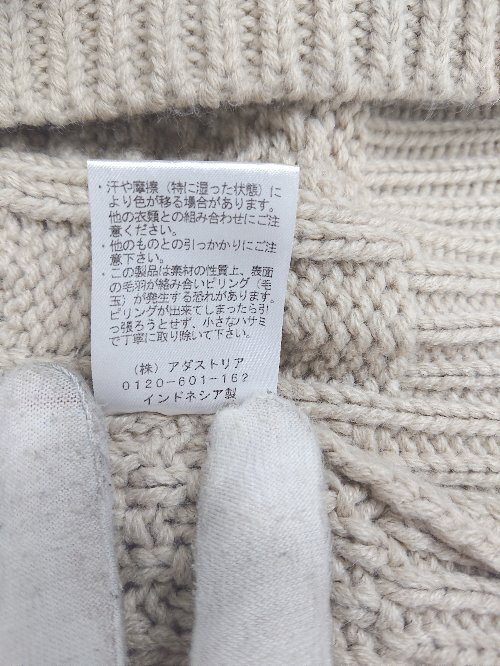 ・汗や摩擦（特に湿った状態）に
より色が移る場合があります。
他の衣類との組み合わせにご注
意ください。
・他のものとの引っかかりにご注
意下さい。
・この製品は素材の性質上、表面
の毛羽が絡み合いピリング（毛
玉）が発生する恐れがあります。
ピリングが出来てしまったら引
っ張ろうとせず、小さなハサミ
で丁寧に取り除いて下さい。
（株）アダストリア
0120-601-162
インドネシア製